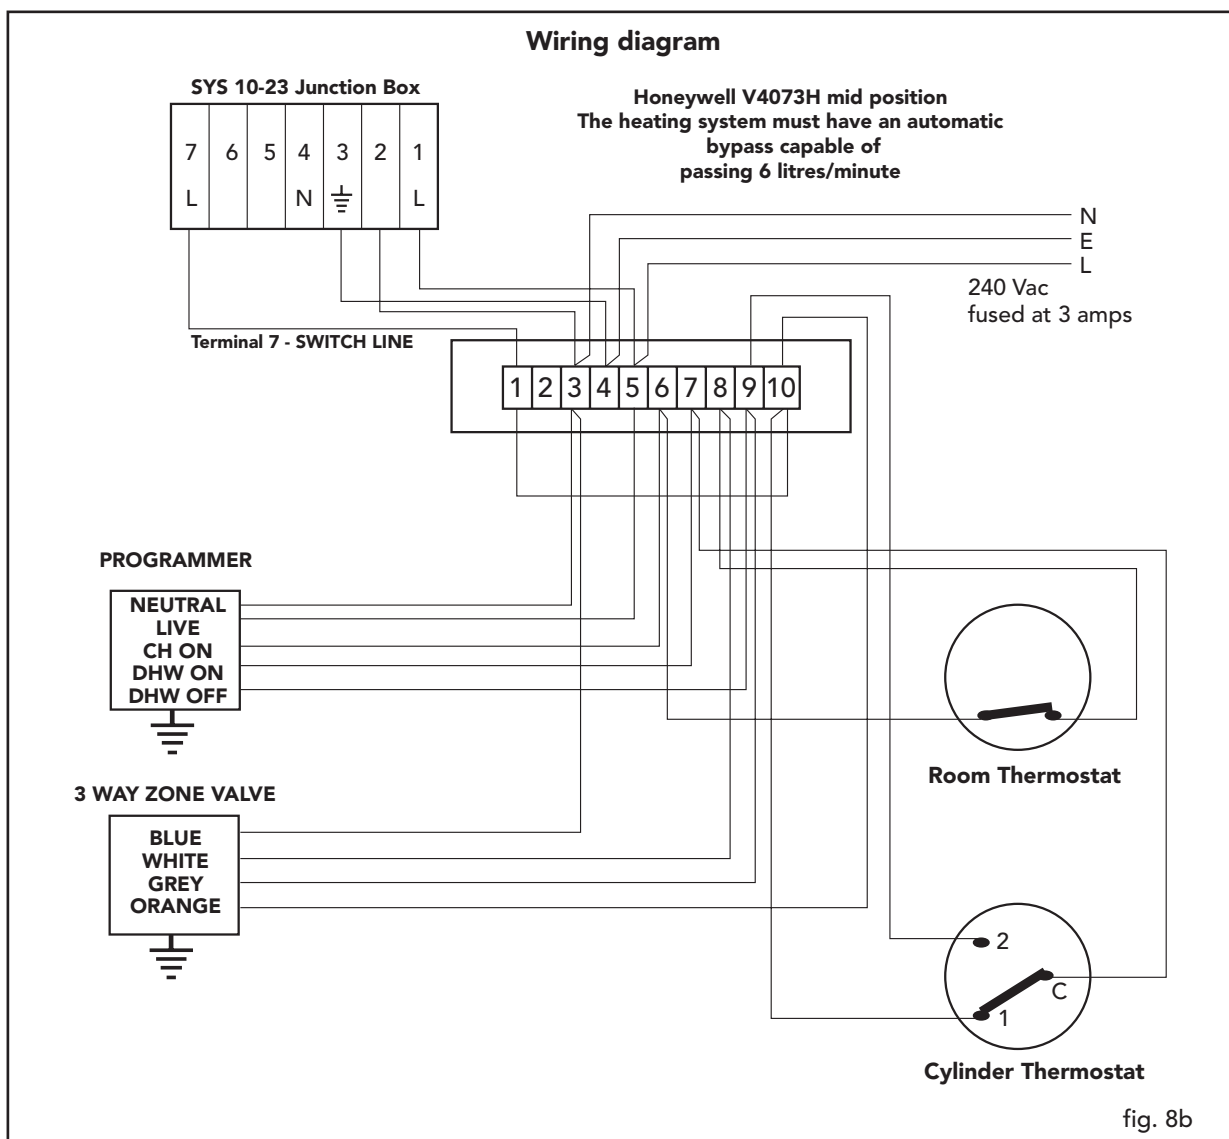 Wiring diagram
SYS 10-23 Junction Box
7 6 5 4 3 2 1
L N L
Honeywell V4073H mid position
The heating system must have an automatic
bypass capable of
passing 6 litres/minute
N
E
L
240 Vac
fused at 3 amps
Terminal 7 - SWITCH LINE
1 2 3 4 5 6 7 8 9 10
PROGRAMMER
NEUTRAL
LIVE
CH ON
DHW ON
DHW OFF
Room Thermostat
3 WAY ZONE VALVE
BLUE
WHITE
GREY
ORANGE
2
C
1
Cylinder Thermostat
fig. 8b